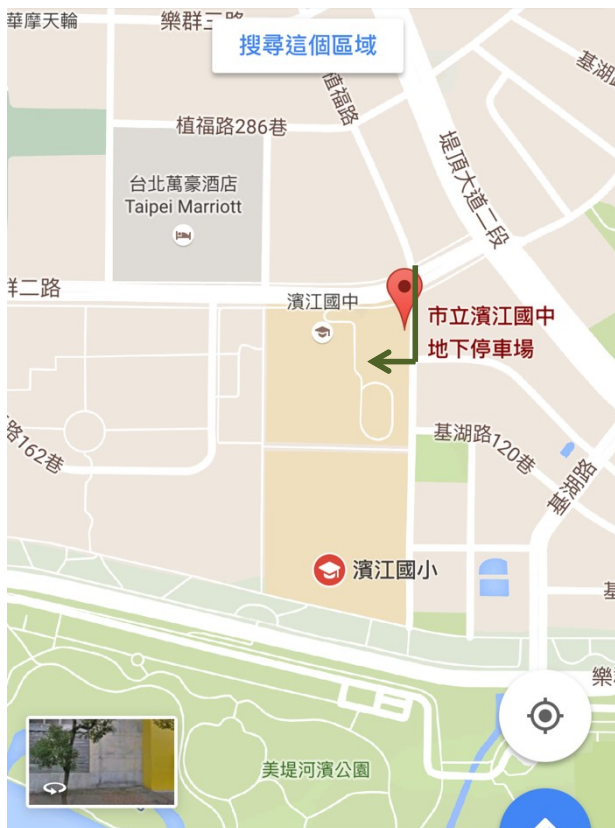 華摩天輪
樂群三路
搜尋這個區域
基湖路
植福路
植福路286巷
堤頂大道二段
台北萬豪酒店
Taipei Marriott
群二路
濱江國中
市立濱江國中
地下停車場
路162巷
基湖路120巷
基湖路
濱江國小
基
樂
美堤河濱公園